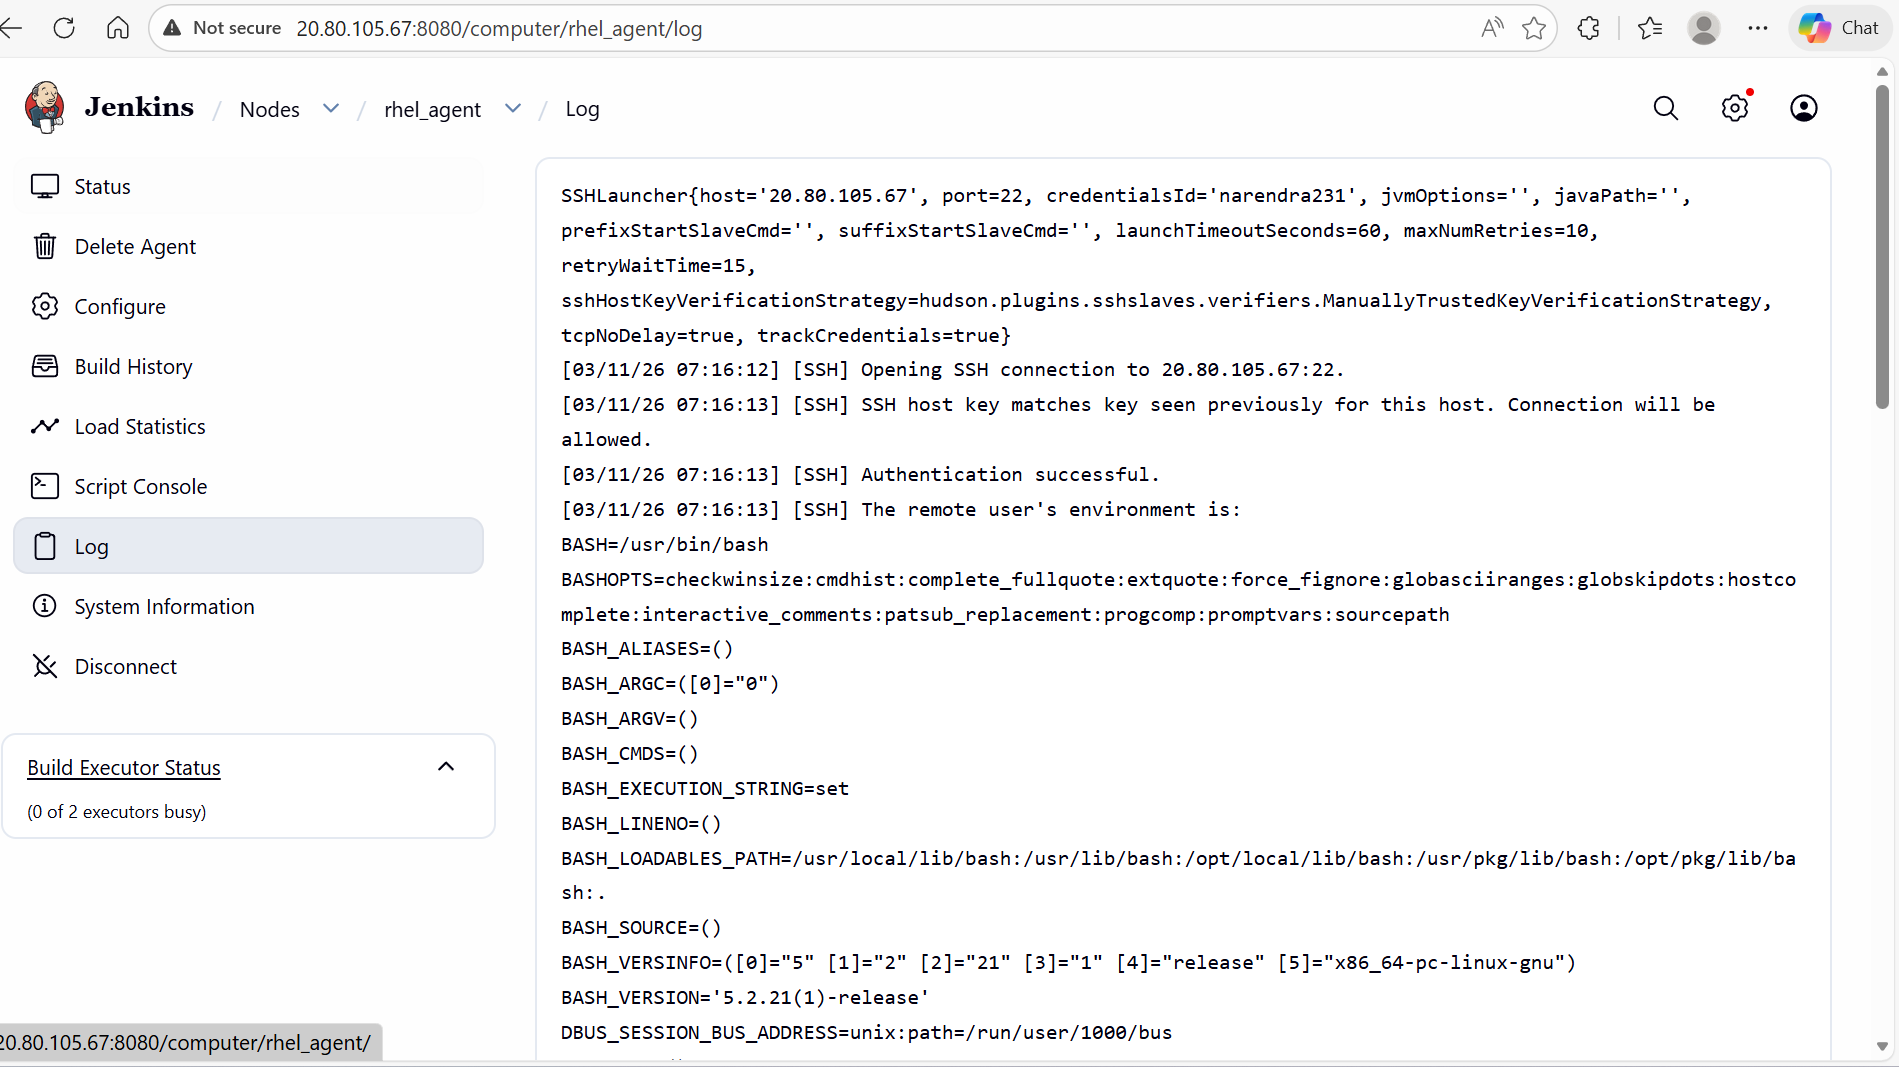 Not secure 20.80.105.67:8080/computer/rhel_agent/log Chat
Jenkins / Nodes / rhel_agent / Log
Status
Delete Agent
Configure
Build History
Load Statistics
Script Console
Log
System Information
Disconnect
Build Executor Status
(0 of 2 executors busy)
SSHLauncher{host='20.80.105.67', port=22, credentialsId='narendra231', jvmOptions='', javaPath='',
prefixStartSlaveCmd='', suffixStartSlaveCmd='', launchTimeoutSeconds=60, maxNumRetries=10,
retryWaitTime=15,
sshHostKeyVerificationStrategy=hudson.plugins.sshslaves.verifiers.ManuallyTrustedKeyVerificationStrategy,
tcpNoDelay=true, trackCredentials=true}
[03/11/26 07:16:12] [SSH] Opening SSH connection to 20.80.105.67:22.
[03/11/26 07:16:13] [SSH] SSH host key matches key seen previously for this host. Connection will be
allowed.
[03/11/26 07:16:13] [SSH] Authentication successful.
[03/11/26 07:16:13] [SSH] The remote user's environment is:
BASH=/usr/bin/bash
BASHOPTS=checkwinsize:cmdhist:complete_fullquote:extquote:force_fignore:globasciiranges:globskipdots:hostco
mplete:interactive_comments:patsub_replacement:progcomp:promptvars:sourcepath
BASH_ALIASES=()
BASH_ARGC=([0]="0")
BASH_ARGV=()
BASH_CMDS=()
BASH_EXECUTION_STRING=set
BASH_LINENO=()
BASH_LOADABLES_PATH=/usr/local/lib/bash:/usr/lib/bash:/opt/local/lib/bash:/usr/pkg/lib/bash:/opt/pkg/lib/ba
sh:.
BASH_SOURCE=()
BASH_VERSINFO=([0]="5" [1]="2" [2]="21" [3]="1" [4]="release" [5]="x86_64-pc-linux-gnu")
BASH_VERSION='5.2.21(1)-release'
DBUS_SESSION_BUS_ADDRESS=unix:path=/run/user/1000/bus
20.80.105.67:8080/computer/rhel_agent/